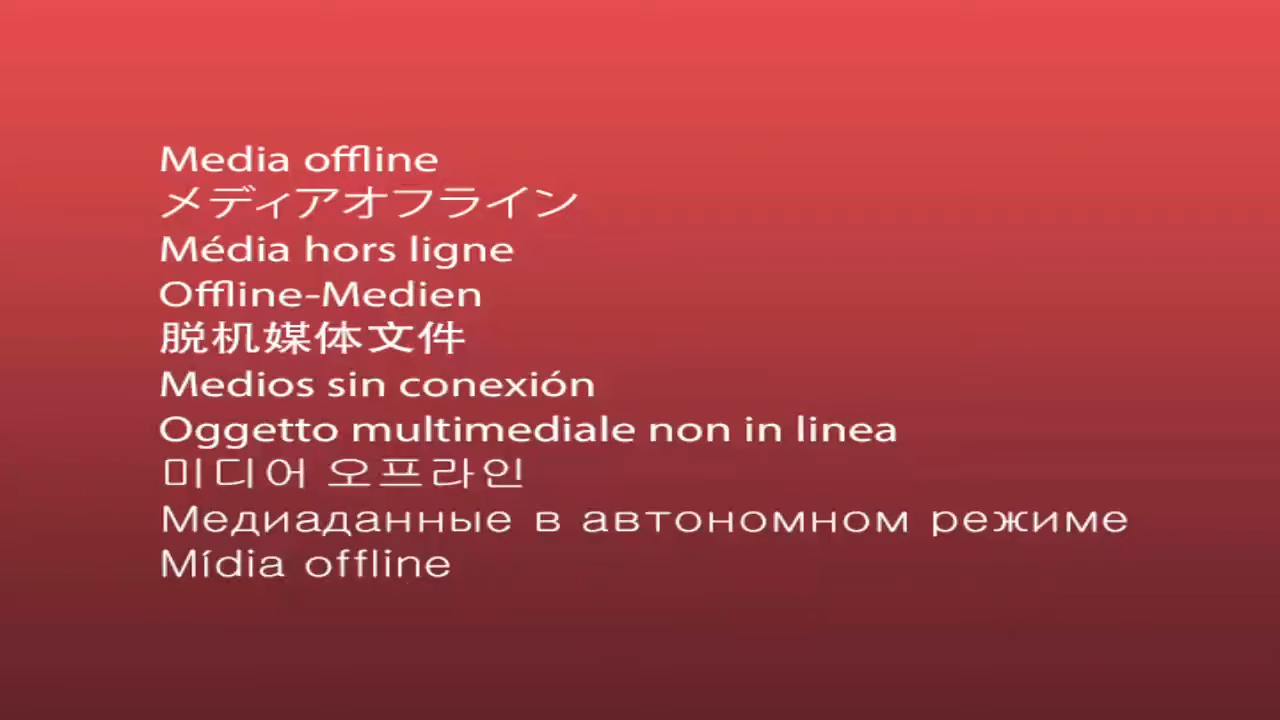 Media offline
メディアオフライン
Média hors ligne
Offline-Medien
脱机媒体文件
Medios sin conexión
Oggetto multimediale non in linea
미디어 오프라인
Медиаданные в автономном режиме
Mídia offline